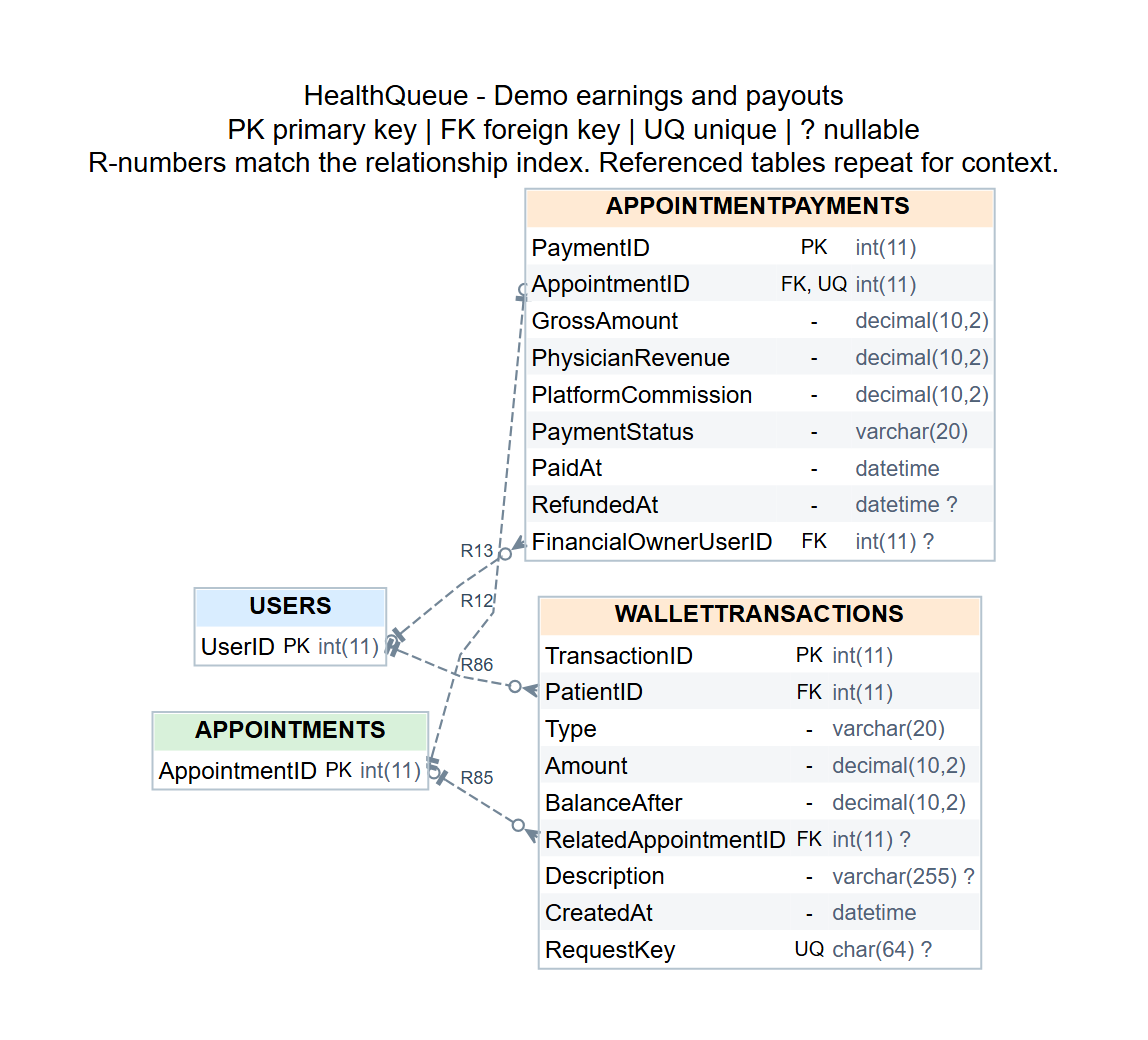 HealthQueue - Demo earnings and payouts
PK primary key | FK foreign key | UQ unique | ? nullable
R-numbers match the relationship index. Referenced tables repeat for context.
APPOINTMENTPAYMENTS
PaymentID PK int(11)
AppointmentID FK, UQ int(11)
GrossAmount - decimal(10,2)
PhysicianRevenue - decimal(10,2)
PlatformCommission - decimal(10,2)
PaymentStatus - varchar(20)
PaidAt - datetime
RefundedAt - datetime ?
FinancialOwnerUserID FK int(11) ?
R13
R12
R86
R85
USERS
UserID PK int(11)
APPOINTMENTS
AppointmentID PK int(11)
WALLETTRANSACTIONS
TransactionID PK int(11)
PatientID FK int(11)
Type - varchar(20)
Amount - decimal(10,2)
BalanceAfter - decimal(10,2)
RelatedAppointmentID FK int(11) ?
Description - varchar(255) ?
CreatedAt - datetime
RequestKey UQ char(64) ?